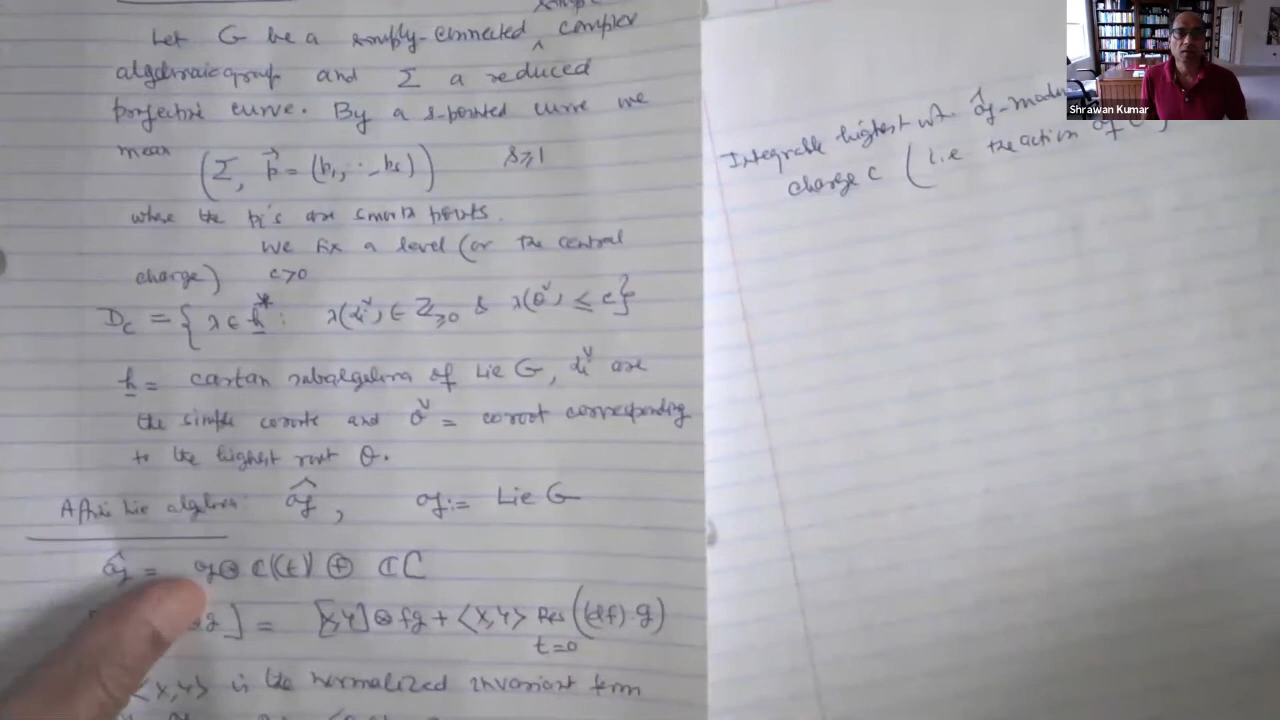 simple
Let G be a simply-connected ^ complex
algebraic group and Σ a reduced
projective curve. By a s-pointed curve we
mean (Σ, p⃗ = (p₁, ..., pₛ)) s ≥ 1
where the pᵢ's are smooth points.
We fix a level (or the central
charge) c > 0
D_c = { λ ∈ h* : λ(αᵢ^∨) ∈ Z≥0 & λ(θ^∨) ≤ c }
h = cartan subalgebra of Lie G, αᵢ^∨ are
the simple coroots and θ^∨ = coroot corresponding
to the highest root θ.
Affine Lie algebra: ĝ, g := Lie G
ĝ = g ⊗ C((t)) ⊕ C C
g] = [x,y] ⊗ fg + <x,y> Res t=0 ((df)·g)
<x,y> is the normalized invariant form
Integrable highest wt. ĝ-modu
charge c (i.e. the action of C
Shrawan Kumar